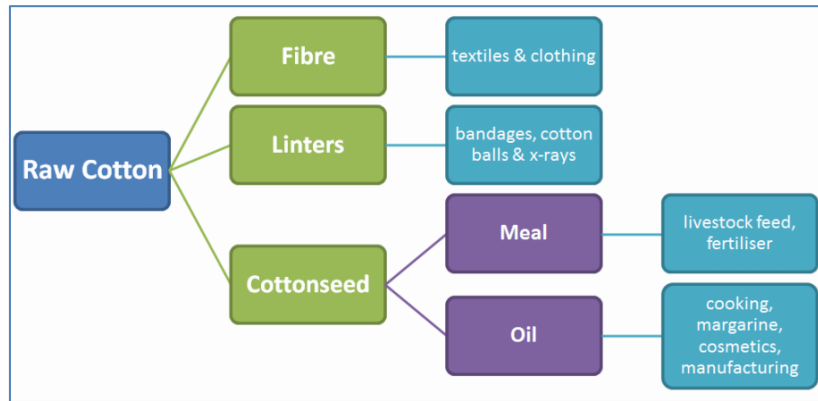 Raw Cotton
Fibre
textiles & clothing
Linters
bandages, cotton
balls & x-rays
Cottonseed
Meal
livestock feed,
fertiliser
Oil
cooking,
margarine,
cosmetics,
manufacturing